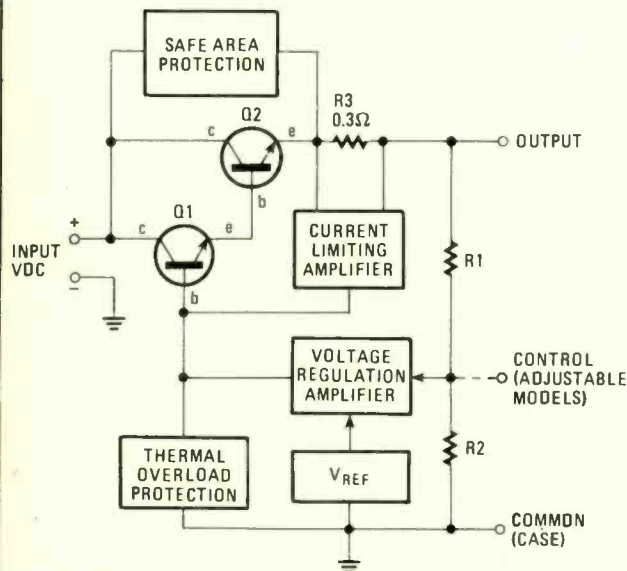 SAFE AREA
PROTECTION
Q2
c
e
b
R3
0.3Ω
OUTPUT
Q1
c
e
b
INPUT
VDC
+
−
CURRENT
LIMITING
AMPLIFIER
R1
VOLTAGE
REGULATION
AMPLIFIER
CONTROL
(ADJUSTABLE
MODELS)
THERMAL
OVERLOAD
PROTECTION
VREF
R2
COMMON
(CASE)